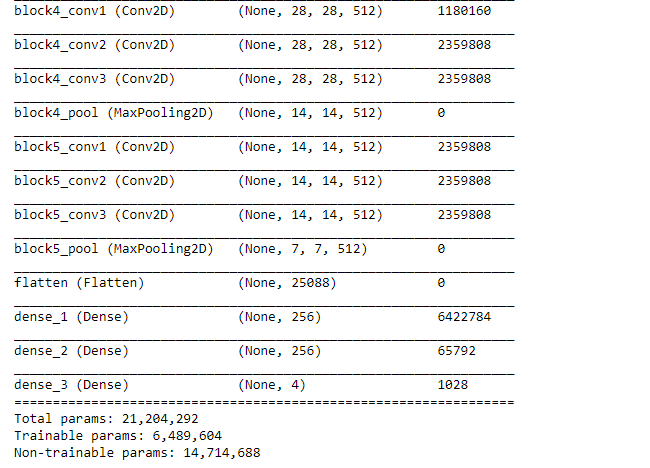 block4_conv1 (Conv2D) (None, 28, 28, 512) 1180160
block4_conv2 (Conv2D) (None, 28, 28, 512) 2359808
block4_conv3 (Conv2D) (None, 28, 28, 512) 2359808
block4_pool (MaxPooling2D) (None, 14, 14, 512) 0
block5_conv1 (Conv2D) (None, 14, 14, 512) 2359808
block5_conv2 (Conv2D) (None, 14, 14, 512) 2359808
block5_conv3 (Conv2D) (None, 14, 14, 512) 2359808
block5_pool (MaxPooling2D) (None, 7, 7, 512) 0
flatten (Flatten) (None, 25088) 0
dense_1 (Dense) (None, 256) 6422784
dense_2 (Dense) (None, 256) 65792
dense_3 (Dense) (None, 4) 1028
Total params: 21,204,292
Trainable params: 6,489,604
Non-trainable params: 14,714,688